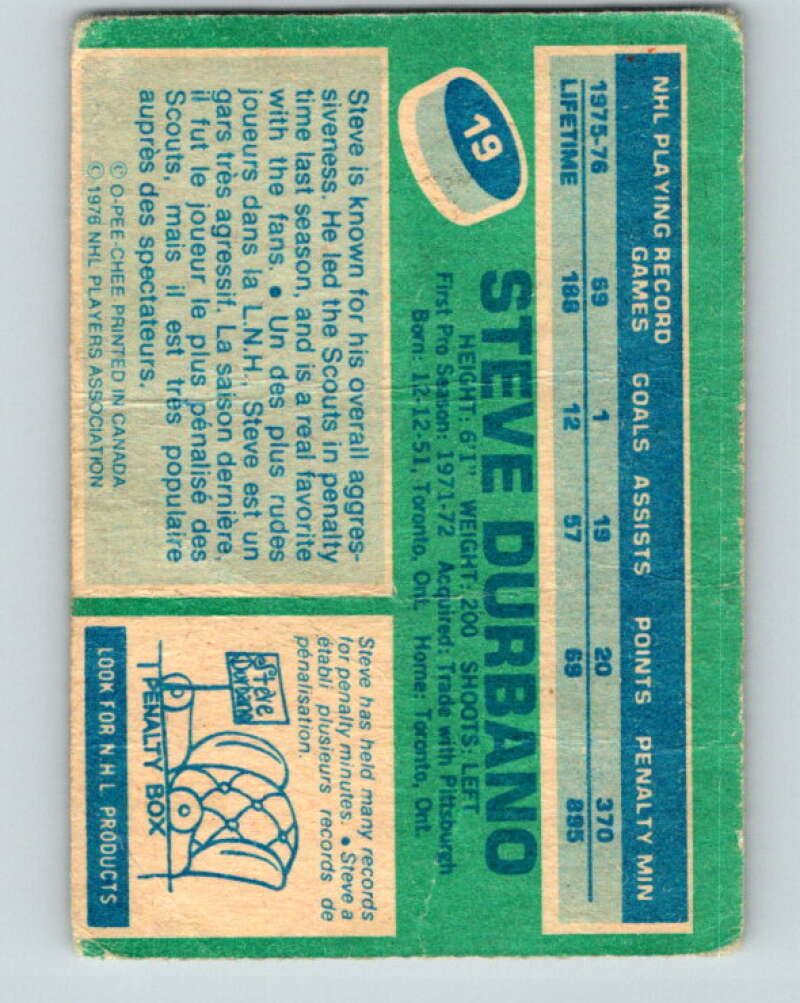 NHL PLAYING RECORD
GAMES GOALS ASSISTS POINTS PENALTY MIN
1975-76 69 1 19 20 370
LIFETIME 188 12 57 69 895
19
STEVE DURBANO
HEIGHT: 6'1" WEIGHT: 200 SHOOTS: LEFT
First Pro Season: 1971-72 Acquired: Trade with Pittsburgh
Born: 12-12-51, Toronto, Ont. Home: Toronto, Ont.
Steve is known for his overall aggres-
siveness. He led the Scouts in penalty
time last season, and is a real favorite
with the fans. • Un des plus rudes
joueurs dans la L.N.H., Steve est un
gars très agressif. La saison dernière,
il fut le joueur le plus pénalisé des
Scouts, mais il est très populaire
auprès des spectateurs.
© O-PEE-CHEE PRINTED IN CANADA
© 1976 NHL PLAYERS ASSOCIATION
Steve has held many records
for penalty minutes. • Steve a
établi plusieurs records de
pénalisation.
Steve
Durbano
PENALTY BOX
LOOK FOR N.H.L PRODUCTS